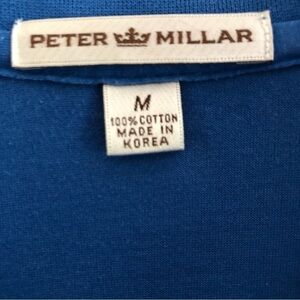 PETER MILLAR
M
100% COTTON
MADE IN
KOREA